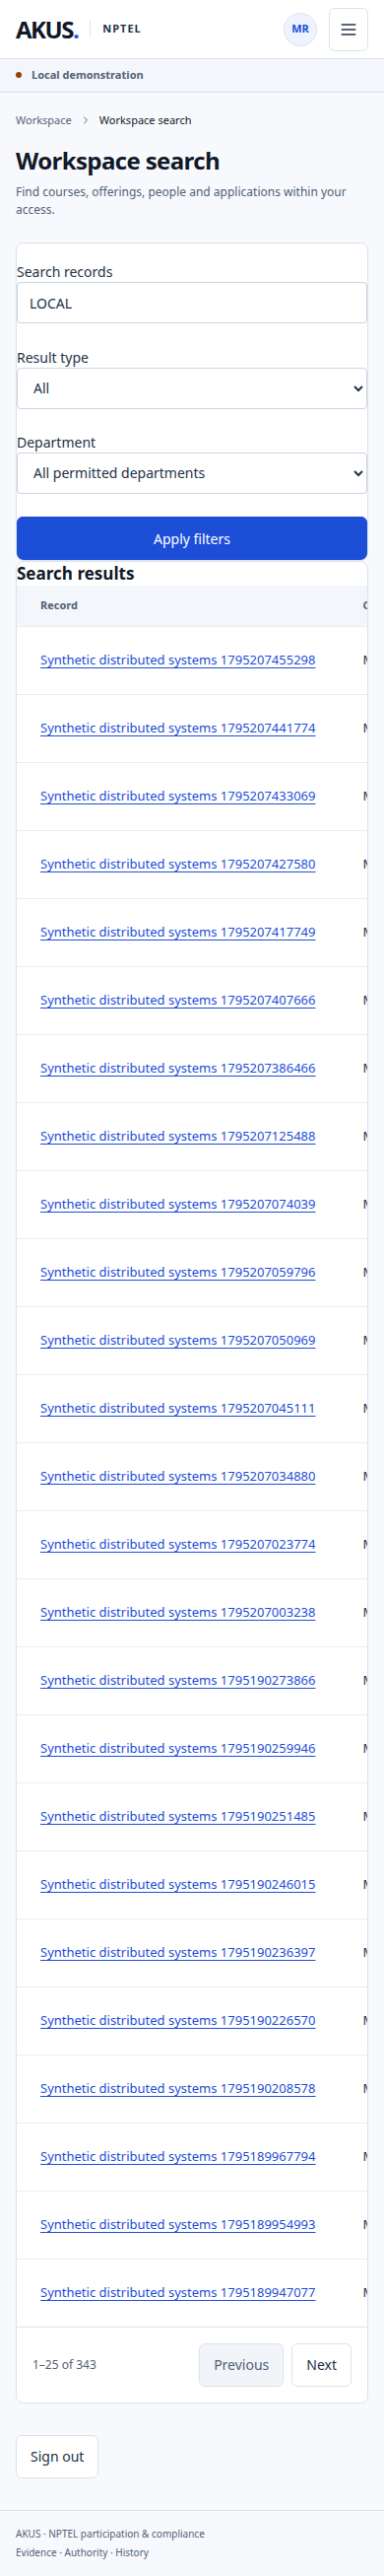 AKUS. NPTEL MR
Local demonstration
Workspace Workspace search
Workspace search
Find courses, offerings, people and applications within your
access.
Search records
LOCAL
Result type
All
Department
All permitted departments
Apply filters
Search results
Record
Synthetic distributed systems 1795207455298
Synthetic distributed systems 1795207441774
Synthetic distributed systems 1795207433069
Synthetic distributed systems 1795207427580
Synthetic distributed systems 1795207417749
Synthetic distributed systems 1795207407666
Synthetic distributed systems 1795207386466
Synthetic distributed systems 1795207125488
Synthetic distributed systems 1795207074039
Synthetic distributed systems 1795207059796
Synthetic distributed systems 1795207050969
Synthetic distributed systems 1795207045111
Synthetic distributed systems 1795207034880
Synthetic distributed systems 1795207023774
Synthetic distributed systems 1795207003238
Synthetic distributed systems 1795190273866
Synthetic distributed systems 1795190259946
Synthetic distributed systems 1795190251485
Synthetic distributed systems 1795190246015
Synthetic distributed systems 1795190236397
Synthetic distributed systems 1795190226570
Synthetic distributed systems 1795190208578
Synthetic distributed systems 1795189967794
Synthetic distributed systems 1795189954993
Synthetic distributed systems 1795189947077
1–25 of 343 Previous Next
Sign out
AKUS · NPTEL participation & compliance
Evidence · Authority · History